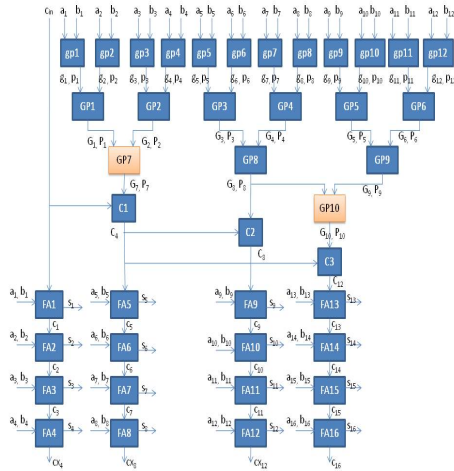 cin a1 b1 a2 b2 a3 b3 a4 b4 a5 b5 a6 b6 a7 b7 a8 b8 a9 b9 a10 b10 a11 b11 a12 b12
gp1 gp2 gp3 gp4 gp5 gp6 gp7 gp8 gp9 gp10 gp11 gp12
g1, p1 g2, p2 g3, p3 g4, p4 g5, p5 g6, p6 g7, p7 g8, p8 g9, p9 g10, p10 g11, p11 g12, p12
GP1 GP2 GP3 GP4 GP5 GP6
G1, P1 G2, P2 G3, P3 G4, P4 G5, P5 G6, P6
GP7 GP8 GP9
G7, P7 G8, P8 G9, P9
C1 GP10
C4 C2 G10, P10
C8 C3
C12
a1, b1 FA1 s1 a5, b5 FA5 s5 a9, b9 FA9 s9 a13, b13 FA13 s13
c1 c5 c9 c13
a2, b2 FA2 s2 a6, b6 FA6 s6 a10, b10 FA10 s10 a14, b14 FA14 s14
c2 c6 c10 c14
a3, b3 FA3 s3 a7, b7 FA7 s7 a11, b11 FA11 s11 a15, b15 FA15 s15
c3 c7 c11 c15
a4, b4 FA4 s4 a8, b8 FA8 s8 a12, b12 FA12 s12 a16, b16 FA16 s16
cx4 cx8 cx12 c16